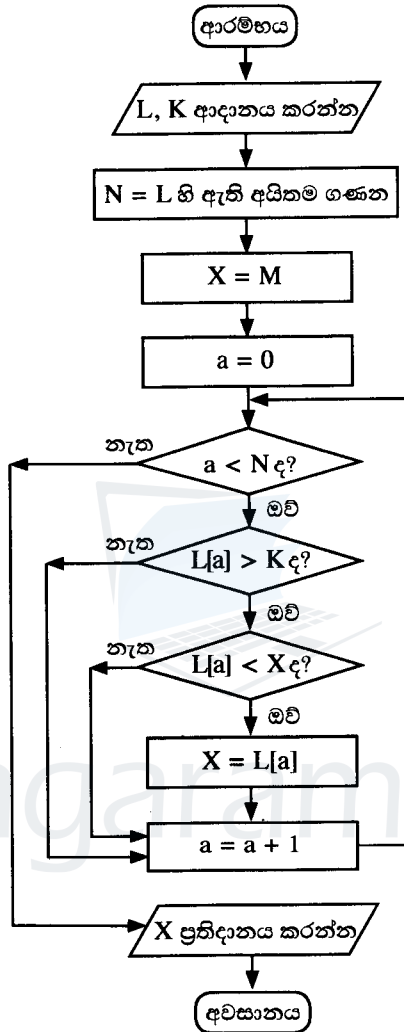 ආරම්භය
L, K ආදානය කරන්න
N = L හි ඇති අයිතම ගණන
X = M
a = 0
නැත
a < N ද?
ඔව්
නැත
L[a] > K ද?
ඔව්
නැත
L[a] < X ද?
ඔව්
X = L[a]
a = a + 1
X ප්‍රතිදානය කරන්න
අවසානය